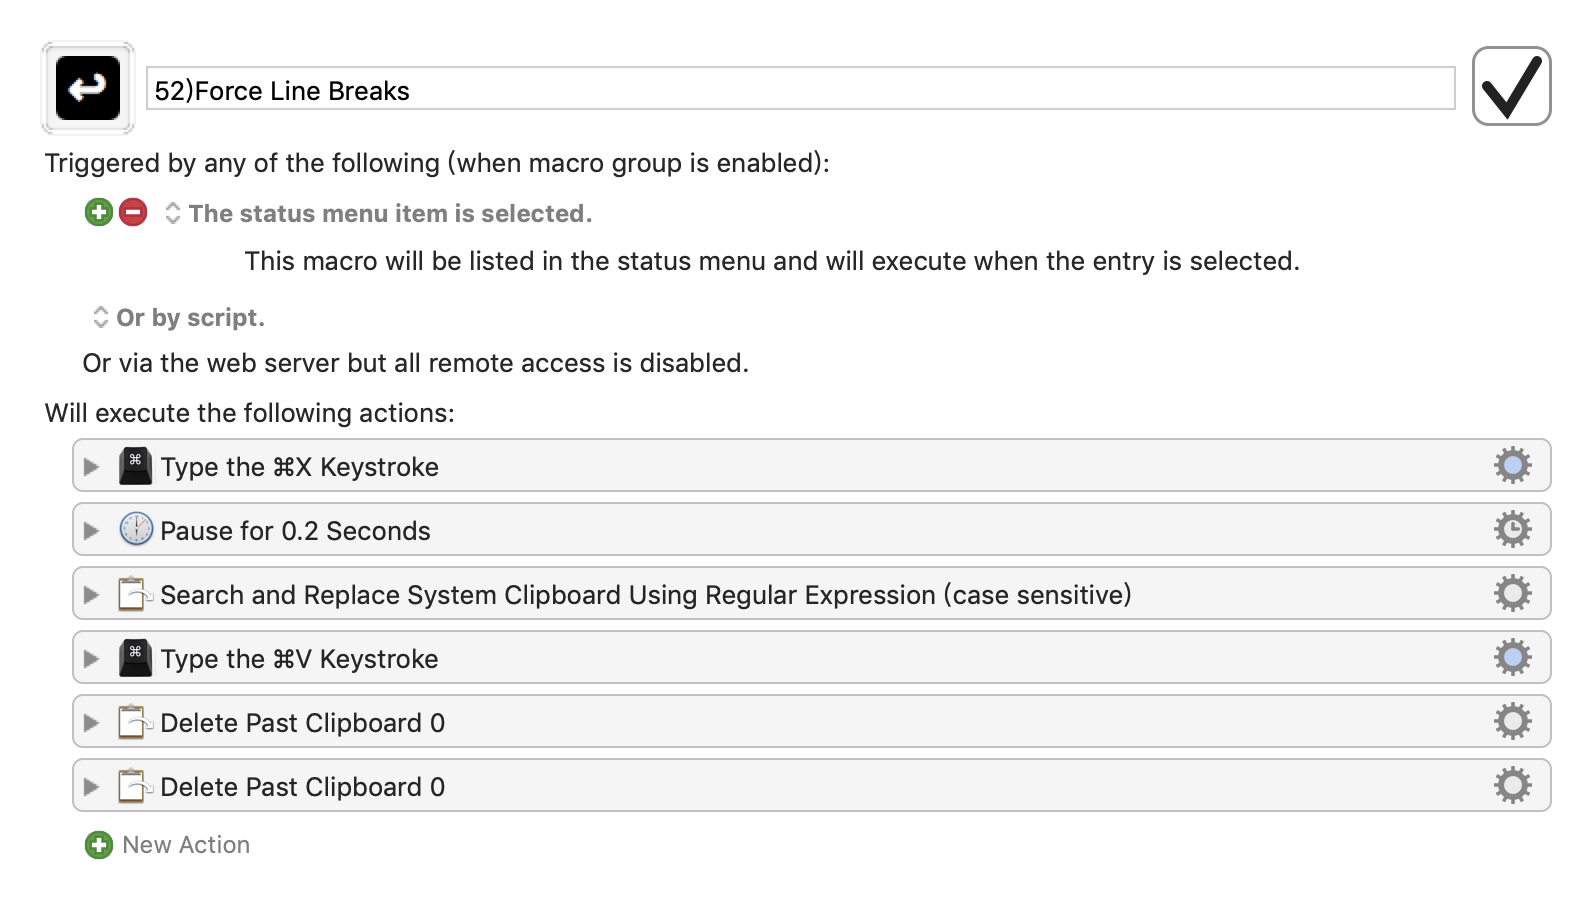 52)Force Line Breaks
Triggered by any of the following (when macro group is enabled):
The status menu item is selected.
This macro will be listed in the status menu and will execute when the entry is selected.
Or by script.
Or via the web server but all remote access is disabled.
Will execute the following actions:
⌘ Type the ⌘X Keystroke
Pause for 0.2 Seconds
Search and Replace System Clipboard Using Regular Expression (case sensitive)
⌘ Type the ⌘V Keystroke
Delete Past Clipboard 0
Delete Past Clipboard 0
New Action